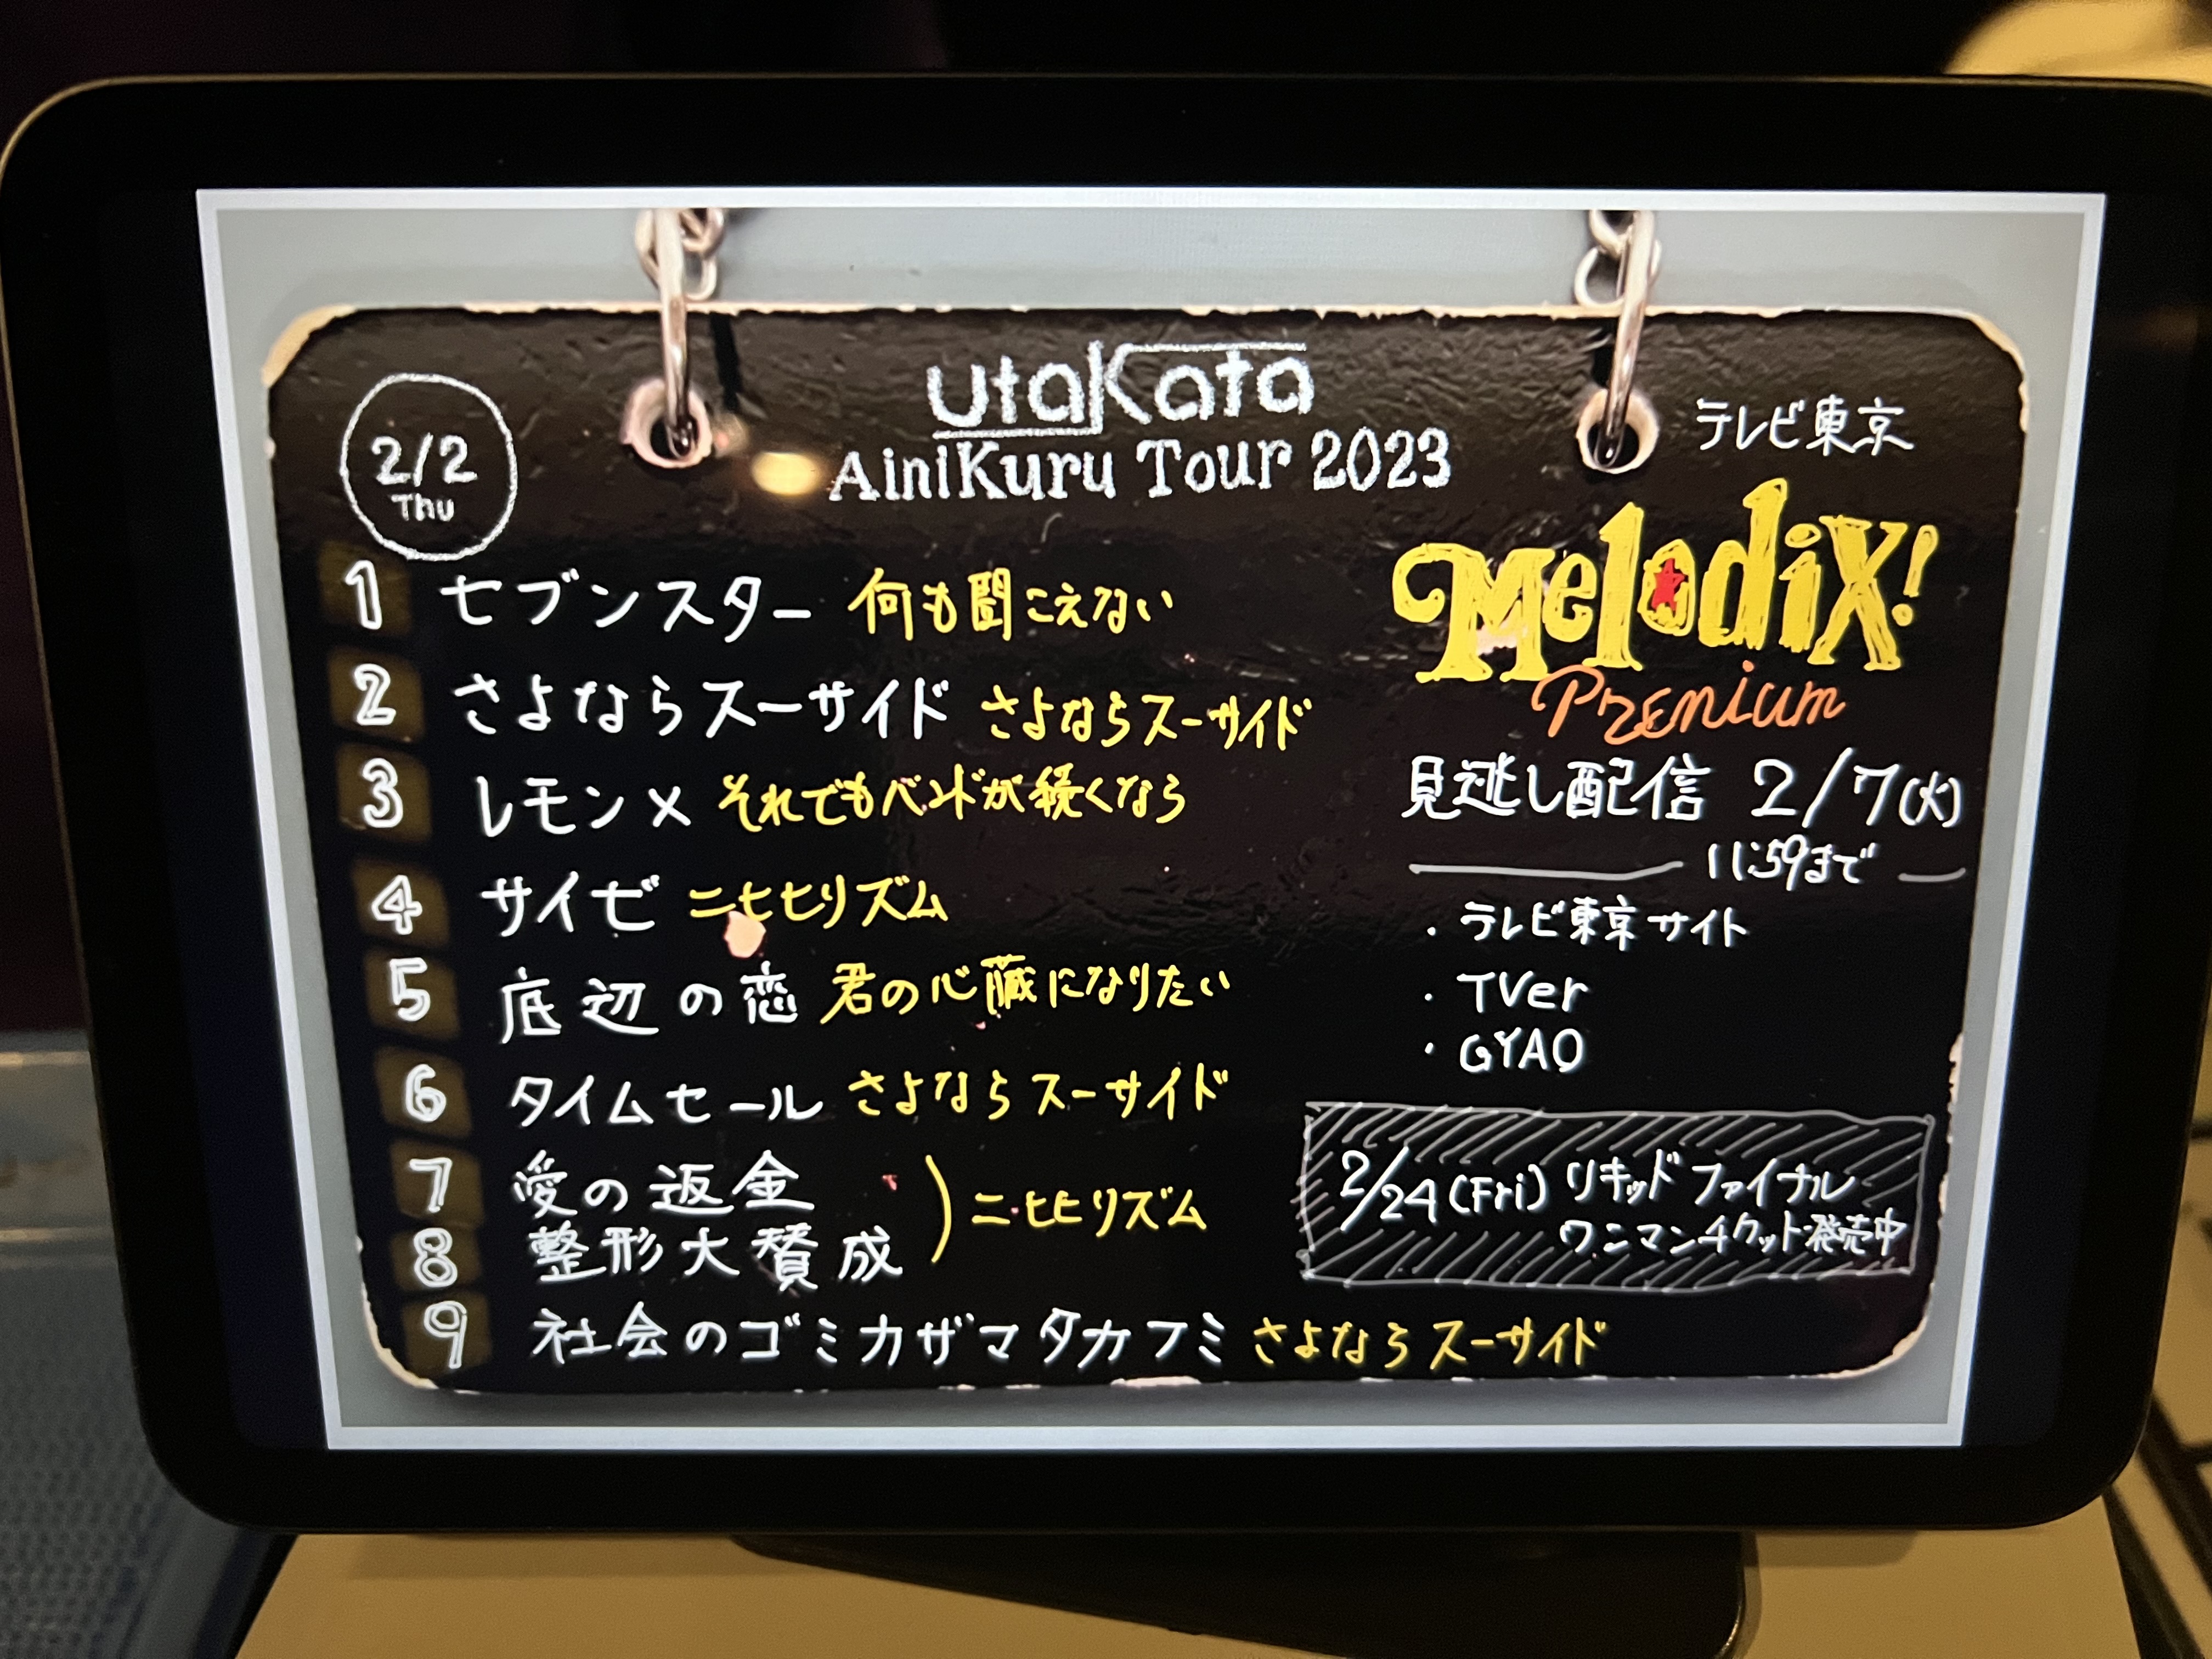 utaKata
AiniKuru Tour 2023
2/2
Thu
1 セブンスター 何も聞こえない
2 さよならスーサイド さよならスーサイド
3 レモン× それでもバンドが続くなら
4 サイゼ ニヒヒリズム
5 底辺の恋 君の心臓になりたい
6 タイムセール さよならスーサイド
7 愛の返金
8 整形大賛成
ニヒヒリズム
9 社会のゴミカザマタカフミ さよならスーサイド
テレビ東京
MelodiX!
Premium
見逃し配信 2/7(火)
11:59まで
・テレビ東京サイト
・TVer
・GYAO
2/24(Fri) リキッドファイナル
ワンマンチケット発売中